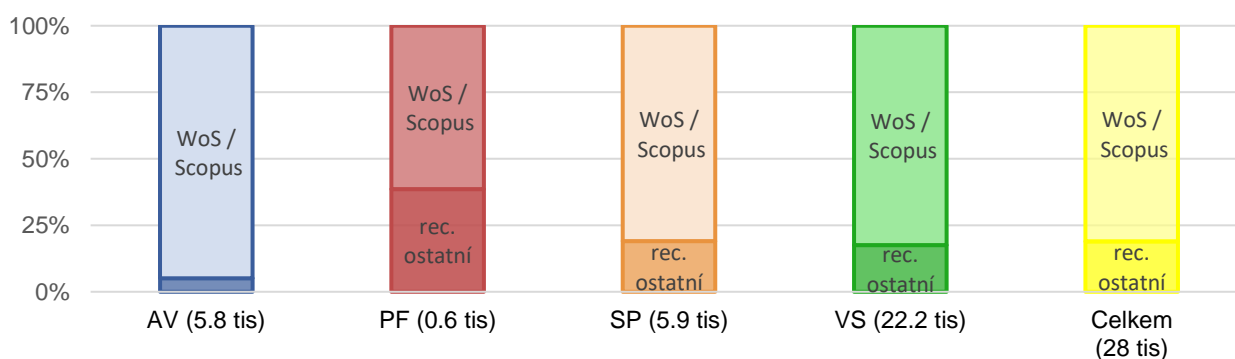 100%
75%
50%
25%
0%
WoS /
Scopus
WoS /
Scopus
rec.
ostatní
WoS /
Scopus
rec.
ostatní
WoS /
Scopus
rec.
ostatní
WoS /
Scopus
rec.
ostatní
AV (5.8 tis)
PF (0.6 tis)
SP (5.9 tis)
VS (22.2 tis)
Celkem
(28 tis)